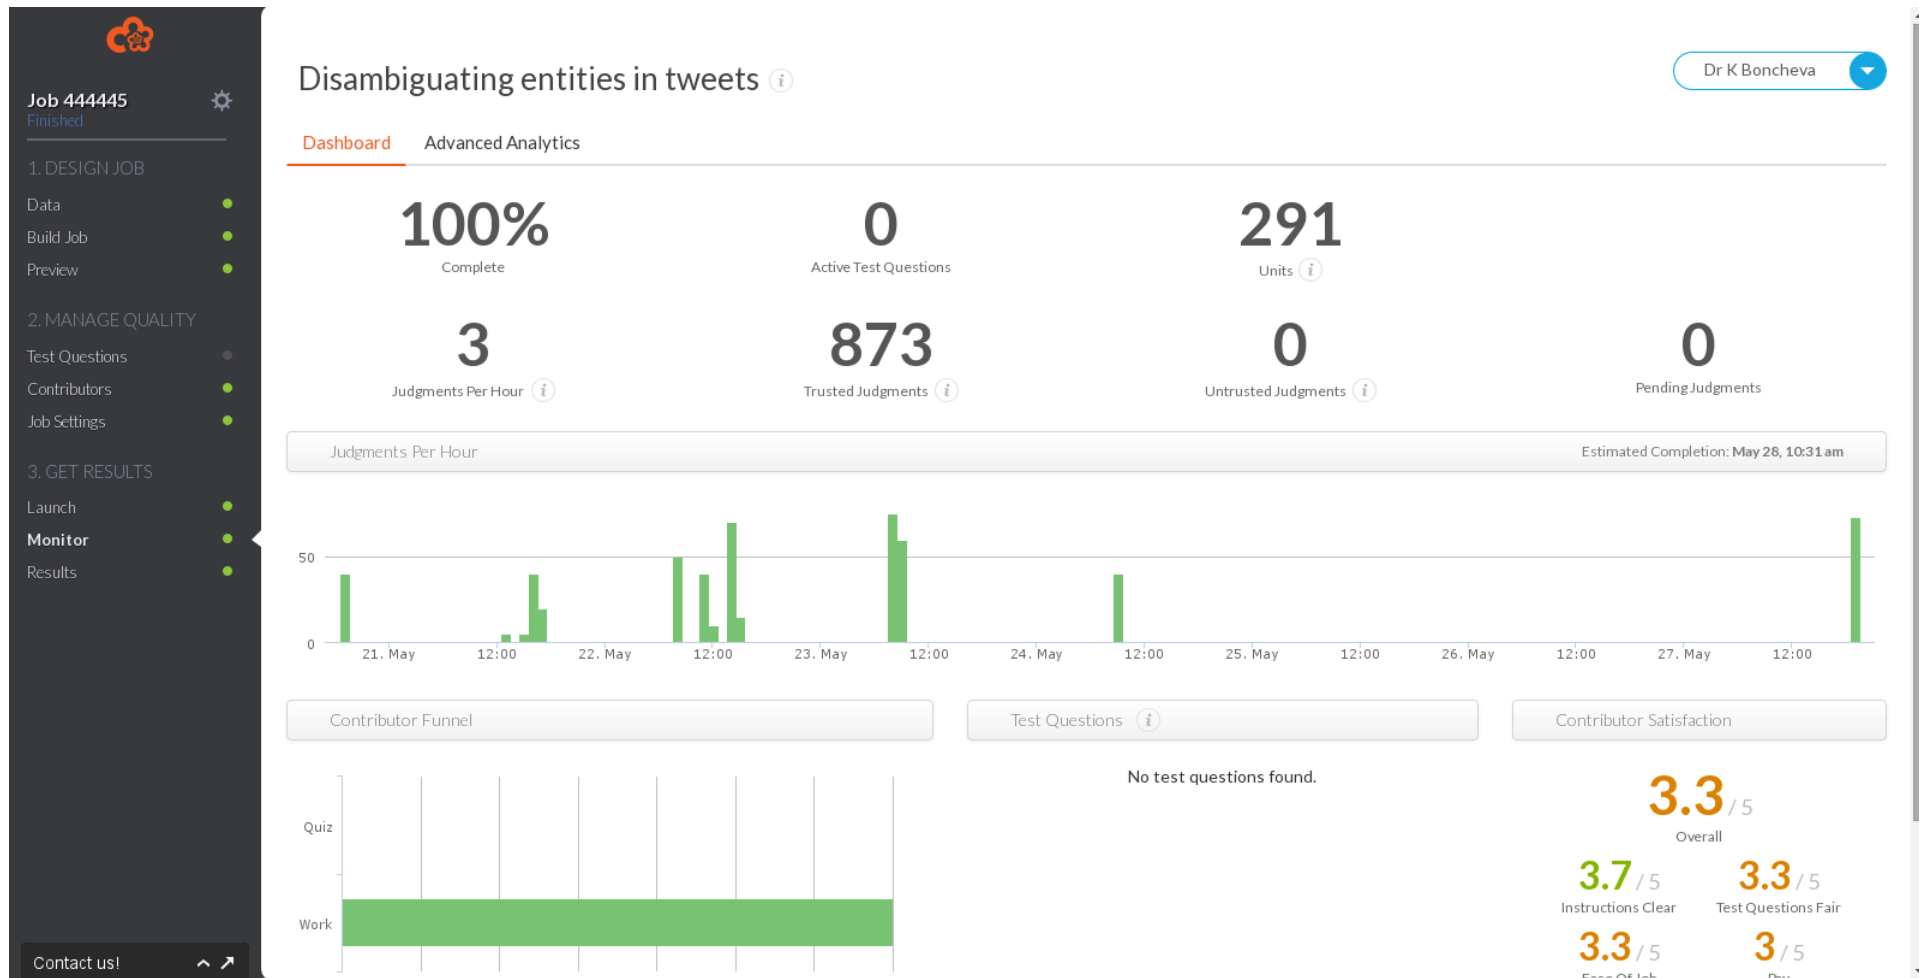 Job 444445
Finished
1. DESIGN JOB
Data
Build Job
Preview
2. MANAGE QUALITY
Test Questions
Contributors
Job Settings
3. GET RESULTS
Launch
Monitor
Results
Contact us!
Disambiguating entities in tweets i
Dr K Boncheva
Dashboard Advanced Analytics
100% 0 291
Complete Active Test Questions Units i
3 873 0 0
Judgments Per Hour i Trusted Judgments i Untrusted Judgments i Pending Judgments
Judgments Per Hour Estimated Completion: May 28, 10:31 am
50
0
21. May 12:00 22. May 12:00 23. May 12:00 24. May 12:00 25. May 12:00 26. May 12:00 27. May 12:00
Contributor Funnel Test Questions i Contributor Satisfaction
Quiz
Work
No test questions found.
3.3 / 5
Overall
3.7 / 5 3.3 / 5
Instructions Clear Test Questions Fair
3.3 / 5 3 / 5
Ease Of Job Pay